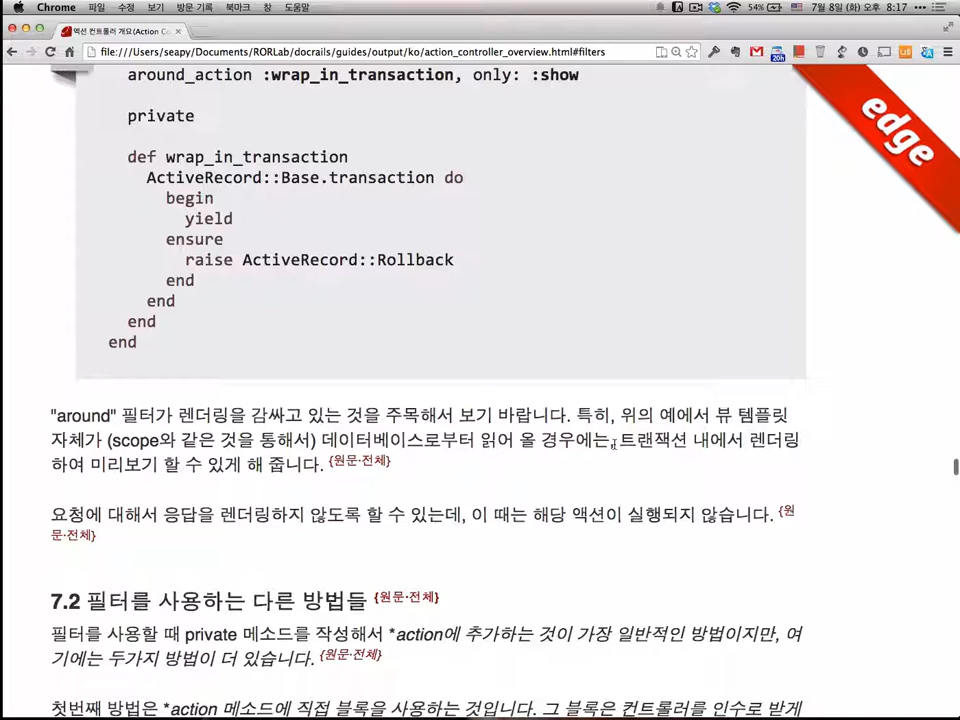 Chrome 파일 수정 보기 방문 기록 북마크 창 도움말 54% 7월 8일 (화) 오후 8:17
액션 컨트롤러 개요(Action Co
file:///Users/seapy/Documents/RORLab/docrails/guides/output/ko/action_controller_overview.html#filters
20h
edge
around_action :wrap_in_transaction, only: :show
private
def wrap_in_transaction
ActiveRecord::Base.transaction do
begin
yield
ensure
raise ActiveRecord::Rollback
end
end
end
end
"around" 필터가 렌더링을 감싸고 있는 것을 주목해서 보기 바랍니다. 특히, 위의 예에서 뷰 템플릿
자체가 (scope와 같은 것을 통해서) 데이터베이스로부터 읽어 올 경우에는, 트랜잭션 내에서 렌더링
하여 미리보기 할 수 있게 해 줍니다. {원문·전체}
요청에 대해서 응답을 렌더링하지 않도록 할 수 있는데, 이 때는 해당 액션이 실행되지 않습니다. {원
문·전체}
7.2 필터를 사용하는 다른 방법들 {원문·전체}
필터를 사용할 때 private 메소드를 작성해서 *action에 추가하는 것이 가장 일반적인 방법이지만, 여
기에는 두가지 방법이 더 있습니다. {원문·전체}
첫번째 방법은 *action 메소드에 직접 블록을 사용하는 것입니다. 그 블록은 컨트롤러를 인수로 받게